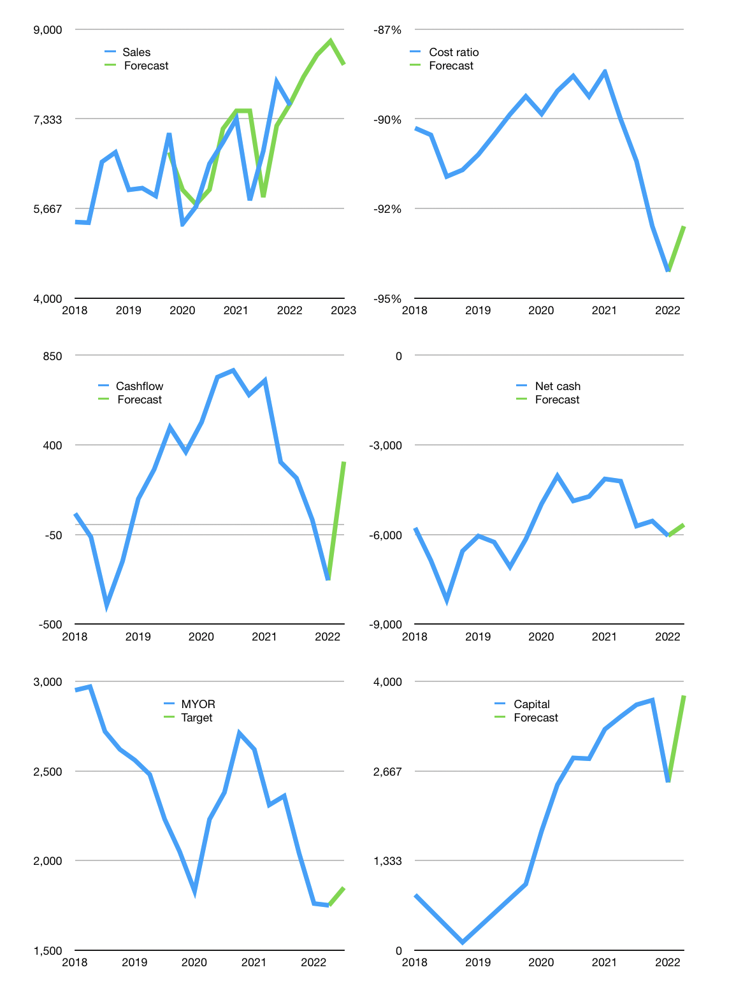 9,000
Sales
Forecast
7,333
5,667
4,000
2018 2019 2020 2021 2022 2023
-87%
Cost ratio
Forecast
-90%
-92%
-95%
2018 2019 2020 2021 2022
850
Cashflow
Forecast
400
-50
-500
2018 2019 2020 2021 2022
0
Net cash
Forecast
-3,000
-6,000
-9,000
2018 2019 2020 2021 2022
3,000
MYOR
Target
2,500
2,000
1,500
2018 2019 2020 2021 2022
4,000
Capital
Forecast
2,667
1,333
0
2018 2019 2020 2021 2022